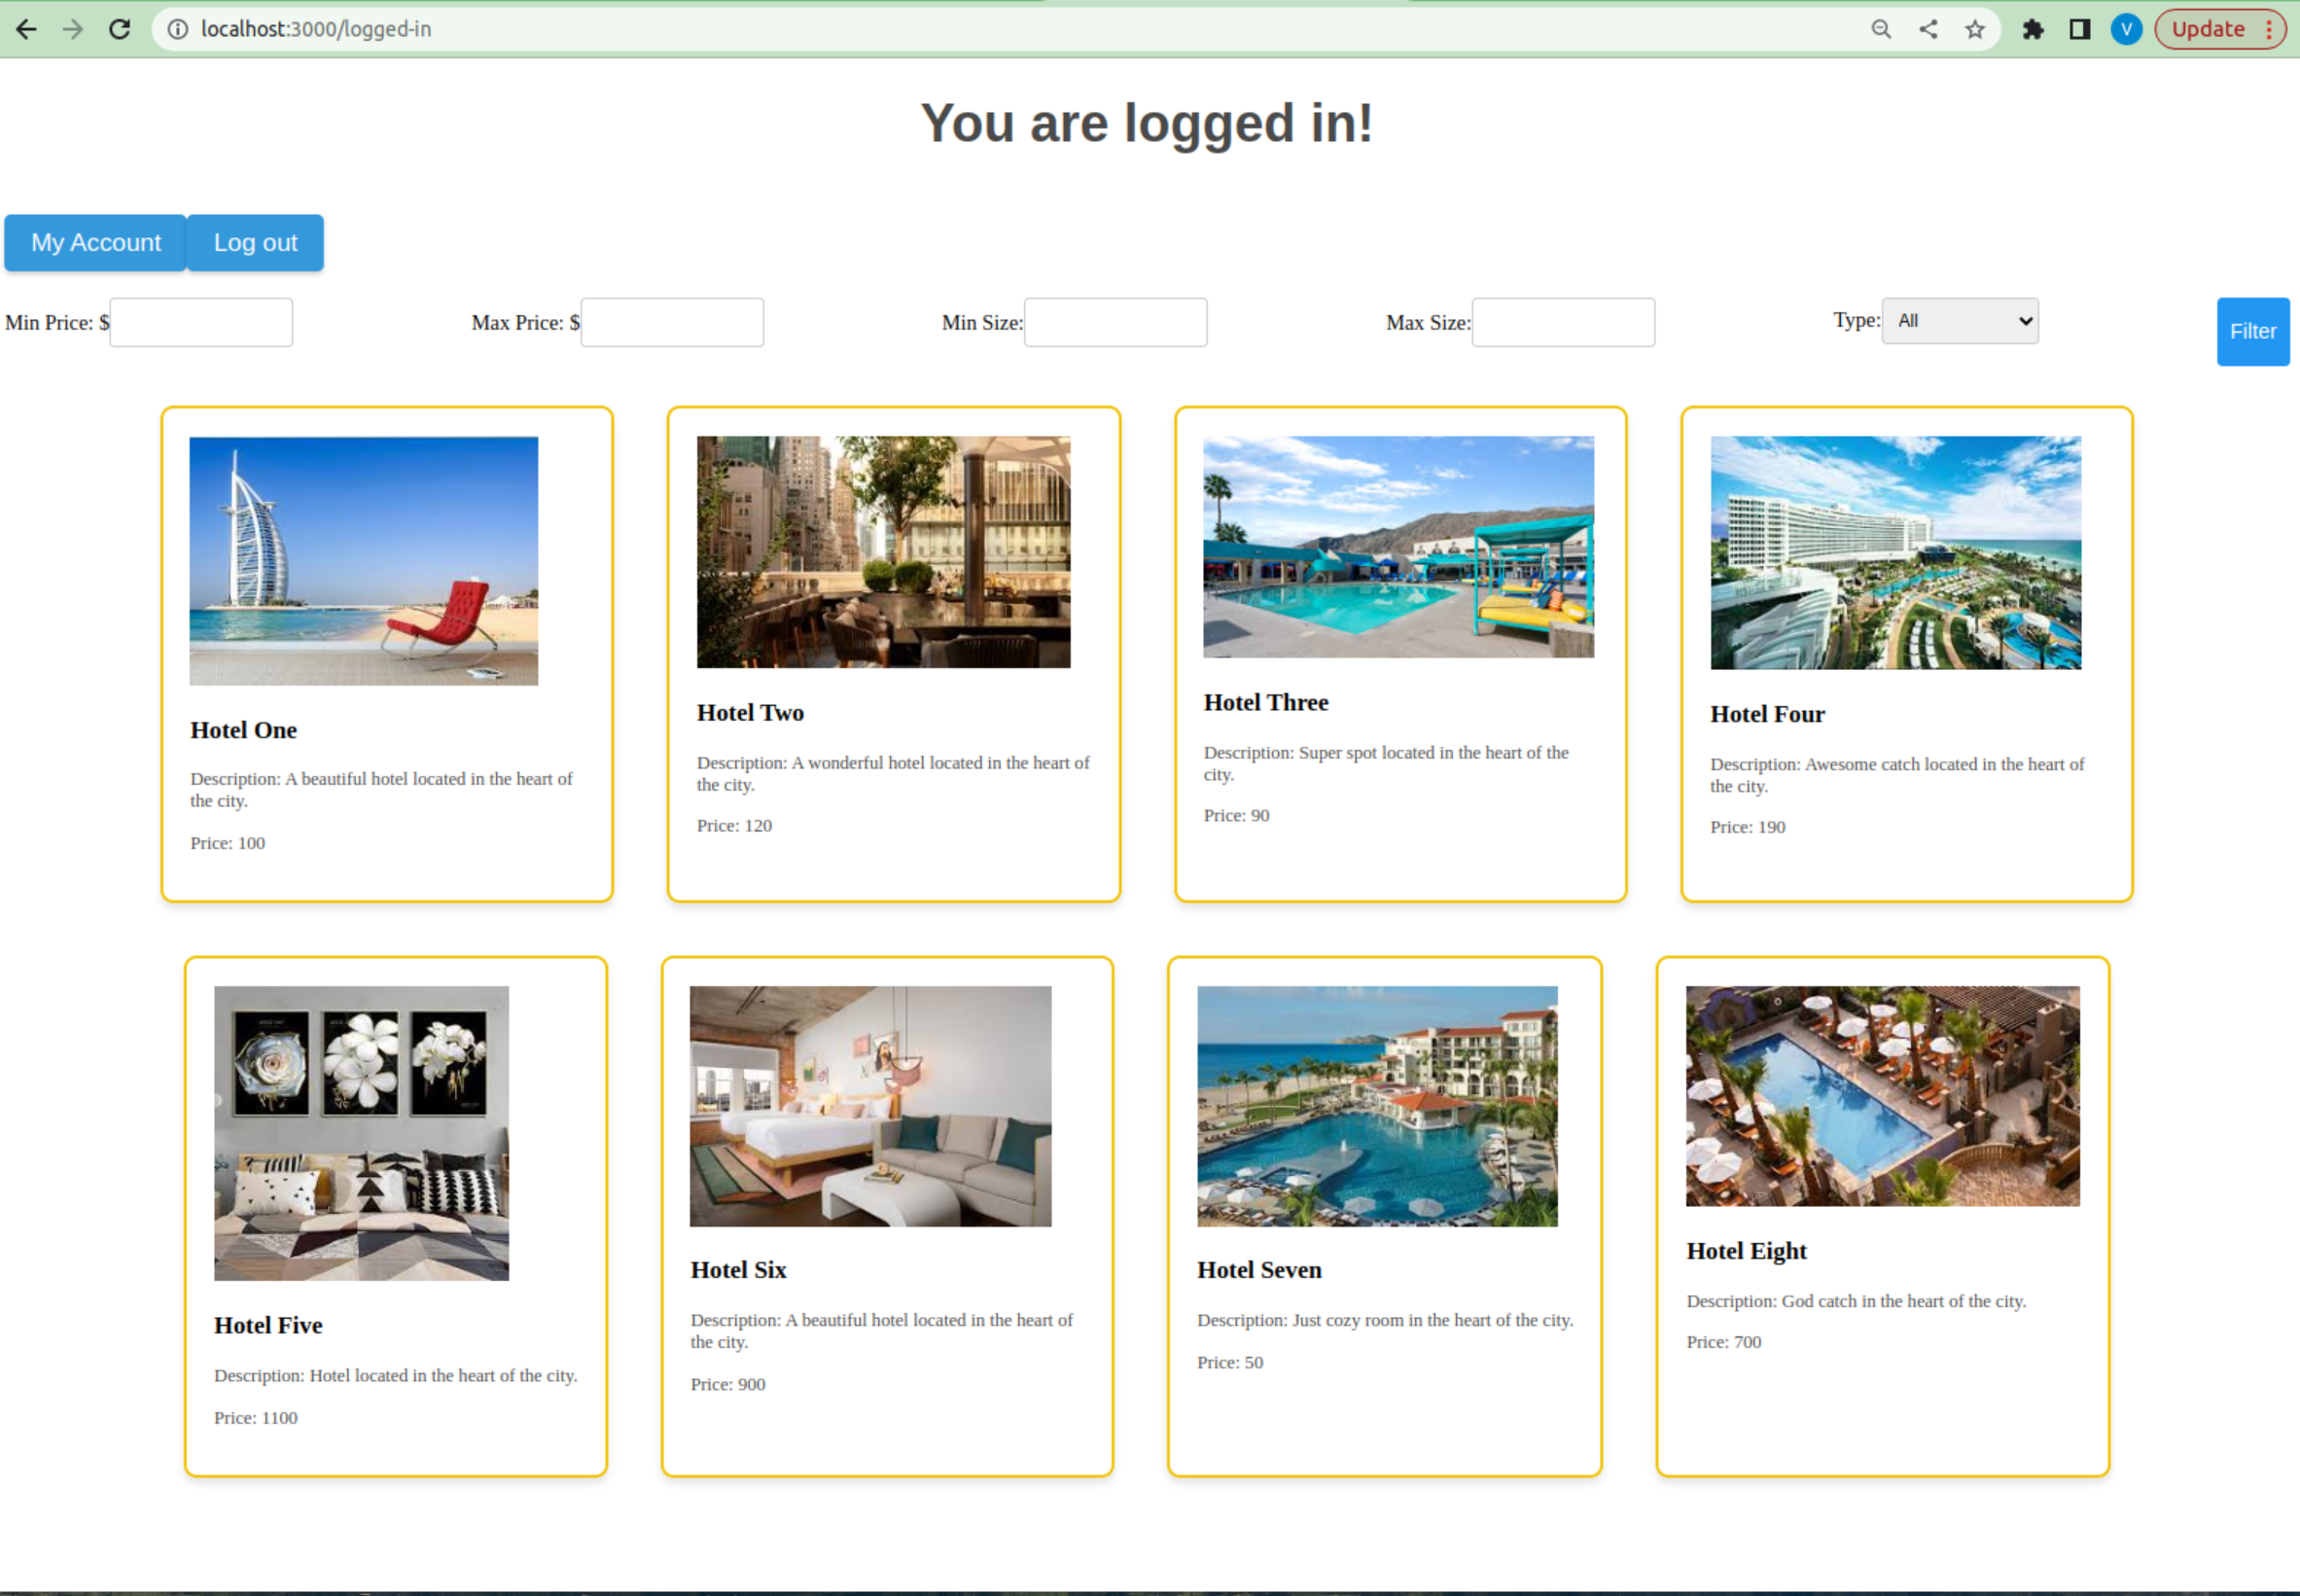 localhost:3000/logged-in
V
Update
You are logged in!
My Account
Log out
Min Price: $
Max Price: $
Min Size:
Max Size:
Type:
All
Filter
Hotel One
Description: A beautiful hotel located in the heart of
the city.
Price: 100
Hotel Two
Description: A wonderful hotel located in the heart of
the city.
Price: 120
Hotel Three
Description: Super spot located in the heart of the
city.
Price: 90
Hotel Four
Description: Awesome catch located in the heart of
the city.
Price: 190
Hotel Five
Description: Hotel located in the heart of the city.
Price: 1100
Hotel Six
Description: A beautiful hotel located in the heart of
the city.
Price: 900
Hotel Seven
Description: Just cozy room in the heart of the city.
Price: 50
Hotel Eight
Description: God catch in the heart of the city.
Price: 700